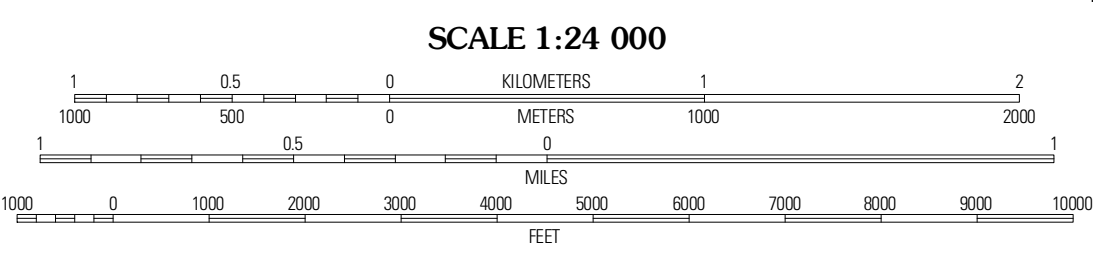 SCALE 1:24 000
1 0.5 0 KILOMETERS 1 2
1000 500 0 METERS 1000 2000
1 0.5 0 1
MILES
1000 0 1000 2000 3000 4000 5000 6000 7000 8000 9000 10000
FEET